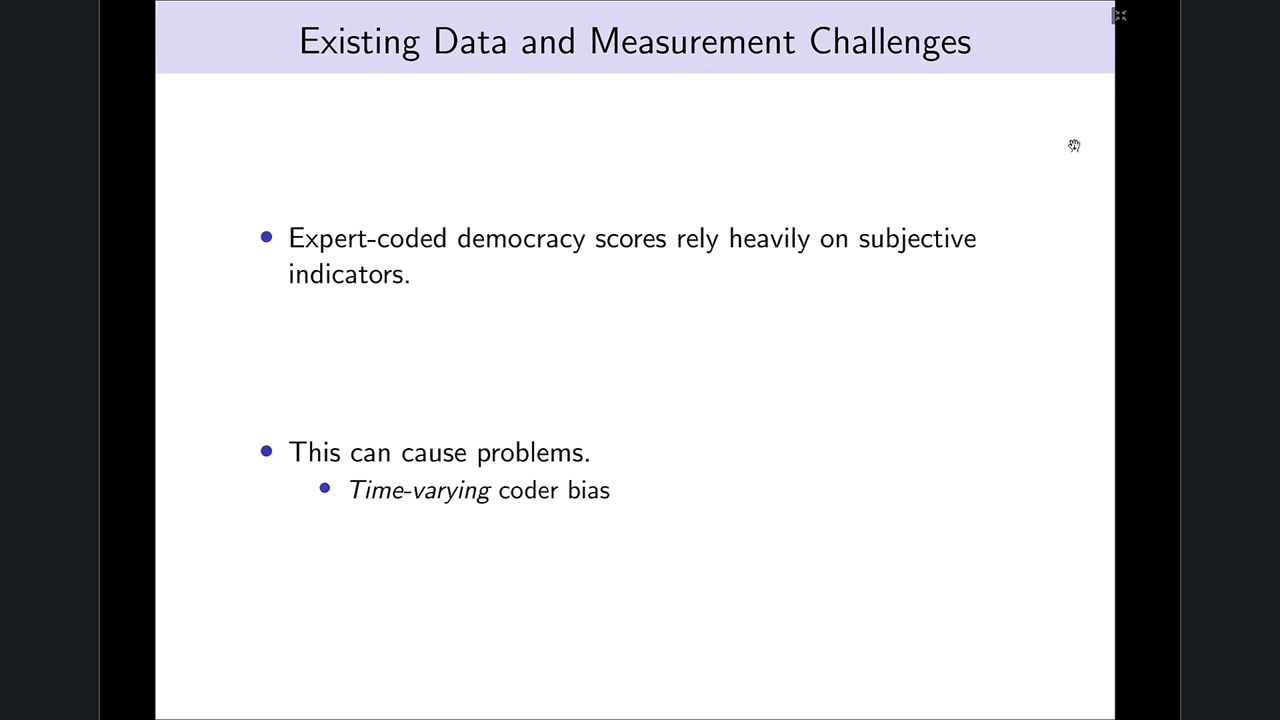 Existing Data and Measurement Challenges
• Expert-coded democracy scores rely heavily on subjective
indicators.
• This can cause problems.
• Time-varying coder bias